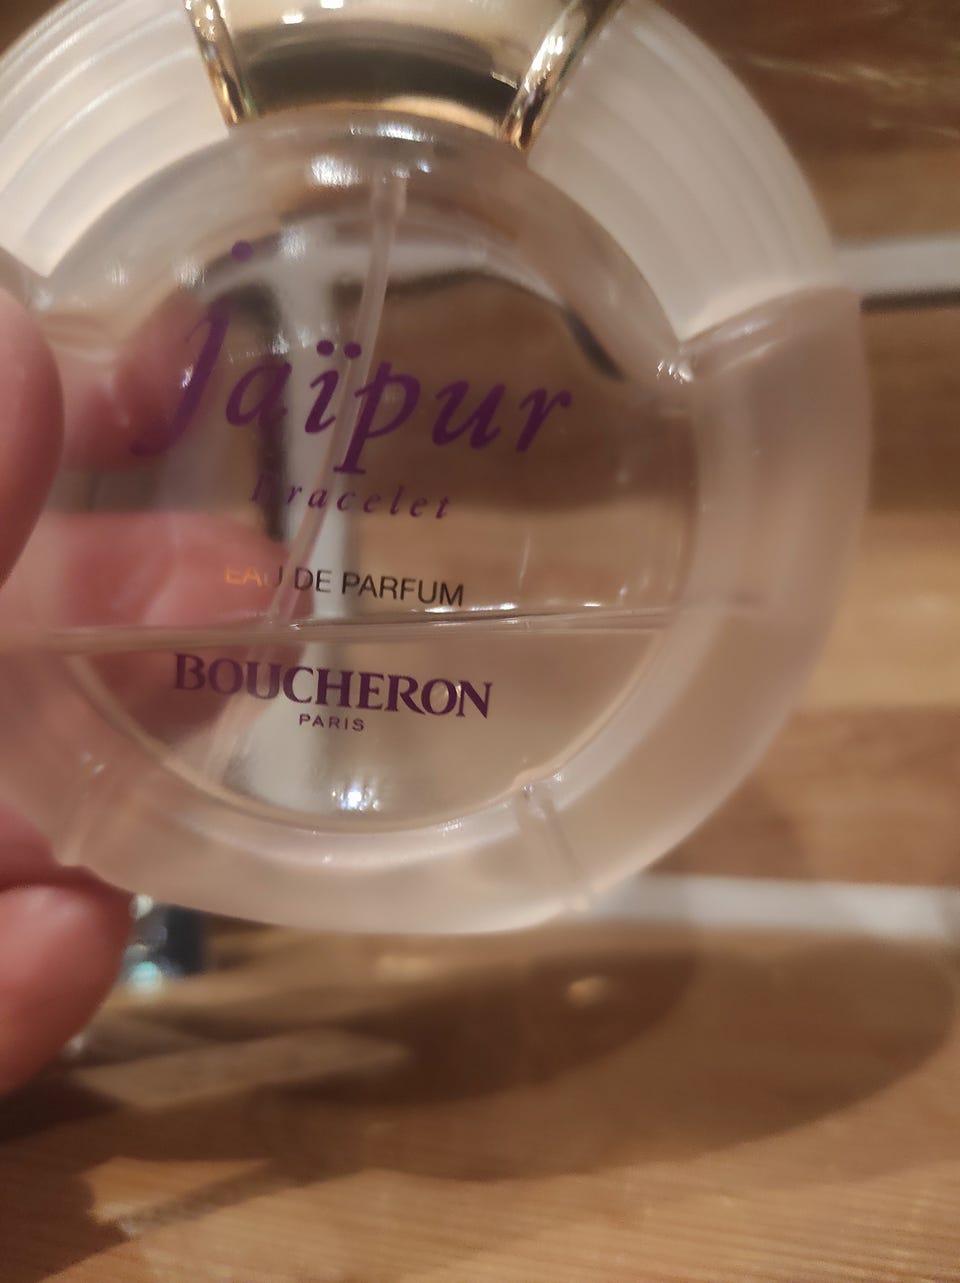 Jaïpur
Bracelet
EAU DE PARFUM
BOUCHERON
PARIS